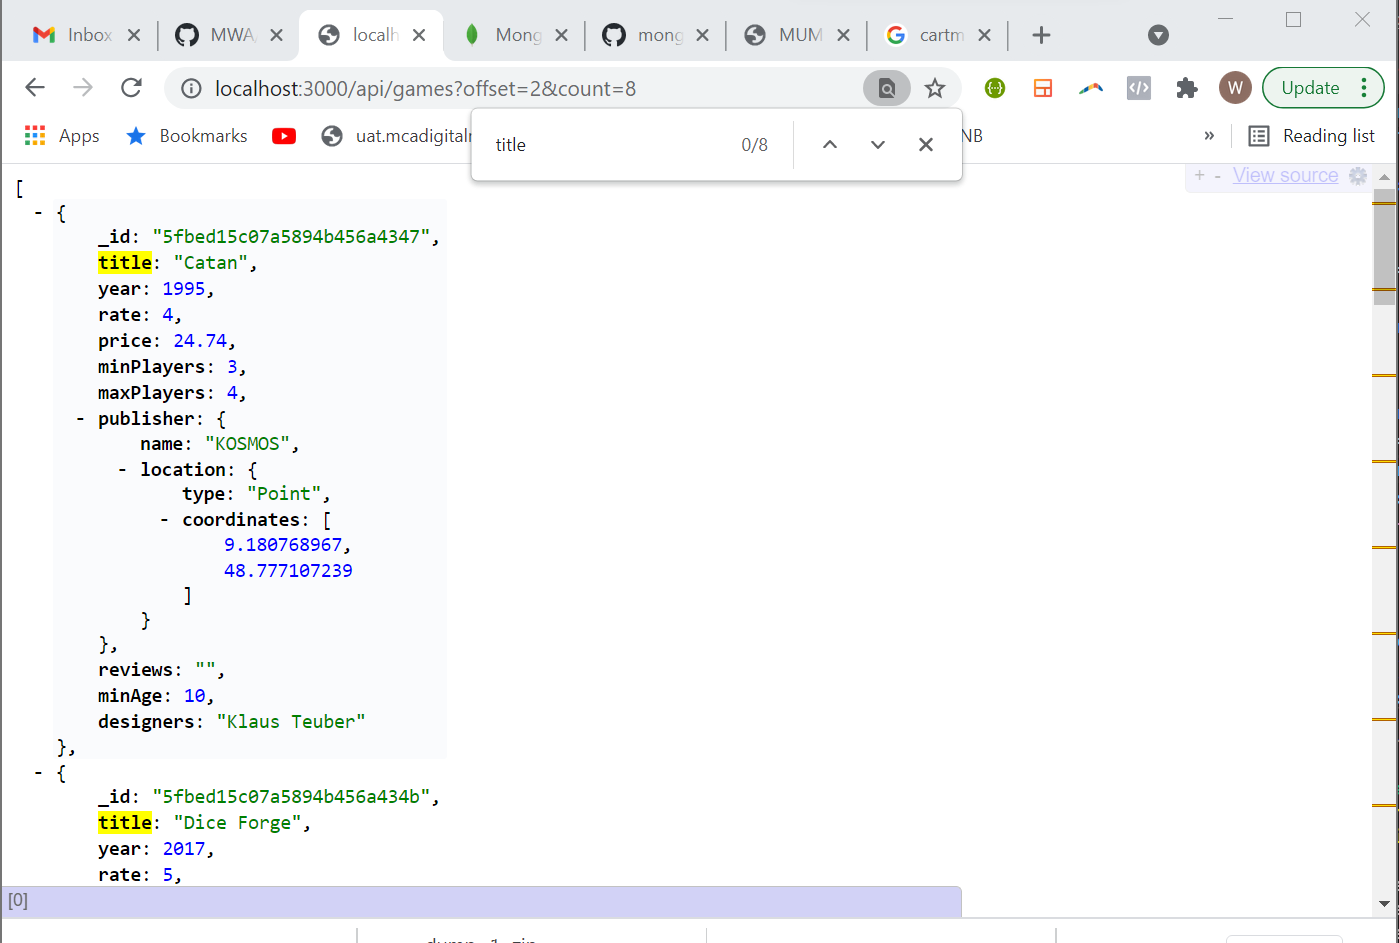 Inbox MWA localh Mong mong MUM cartm
localhost:3000/api/games?offset=2&count=8 W Update
Apps Bookmarks uat.mcadigitalr NB » Reading list
title 0/8
+ - View source
[
- {
_id: "5fbed15c07a5894b456a4347",
title: "Catan",
year: 1995,
rate: 4,
price: 24.74,
minPlayers: 3,
maxPlayers: 4,
- publisher: {
name: "KOSMOS",
- location: {
type: "Point",
- coordinates: [
9.180768967,
48.777107239
]
}
},
reviews: "",
minAge: 10,
designers: "Klaus Teuber"
},
- {
_id: "5fbed15c07a5894b456a434b",
title: "Dice Forge",
year: 2017,
rate: 5,
[0]